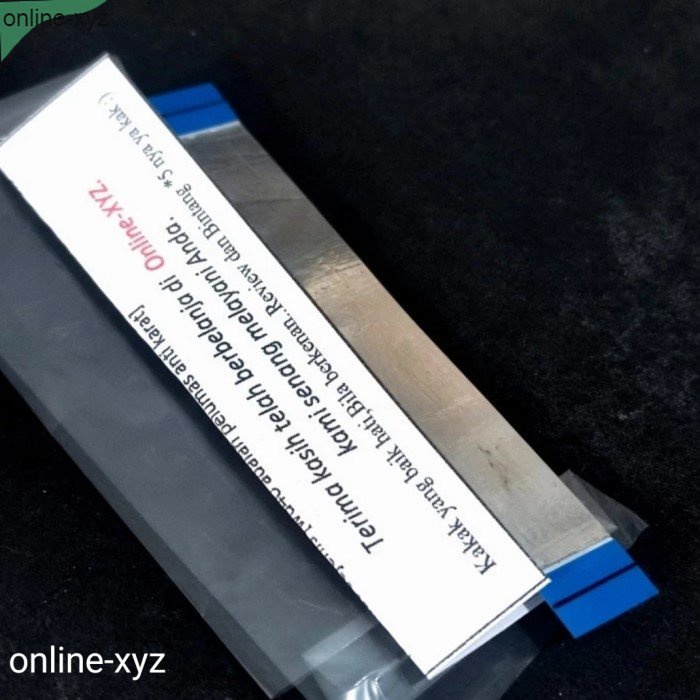 online-xyz
Kakak yang baik hati,Bila berkenan..Review dan Bintang *5 nya ya kak :)
Terima kasih telah berbelanja di Online-XYZ.
kami senang melayani Anda.
adalah pelumas anti karat]
online-xyz